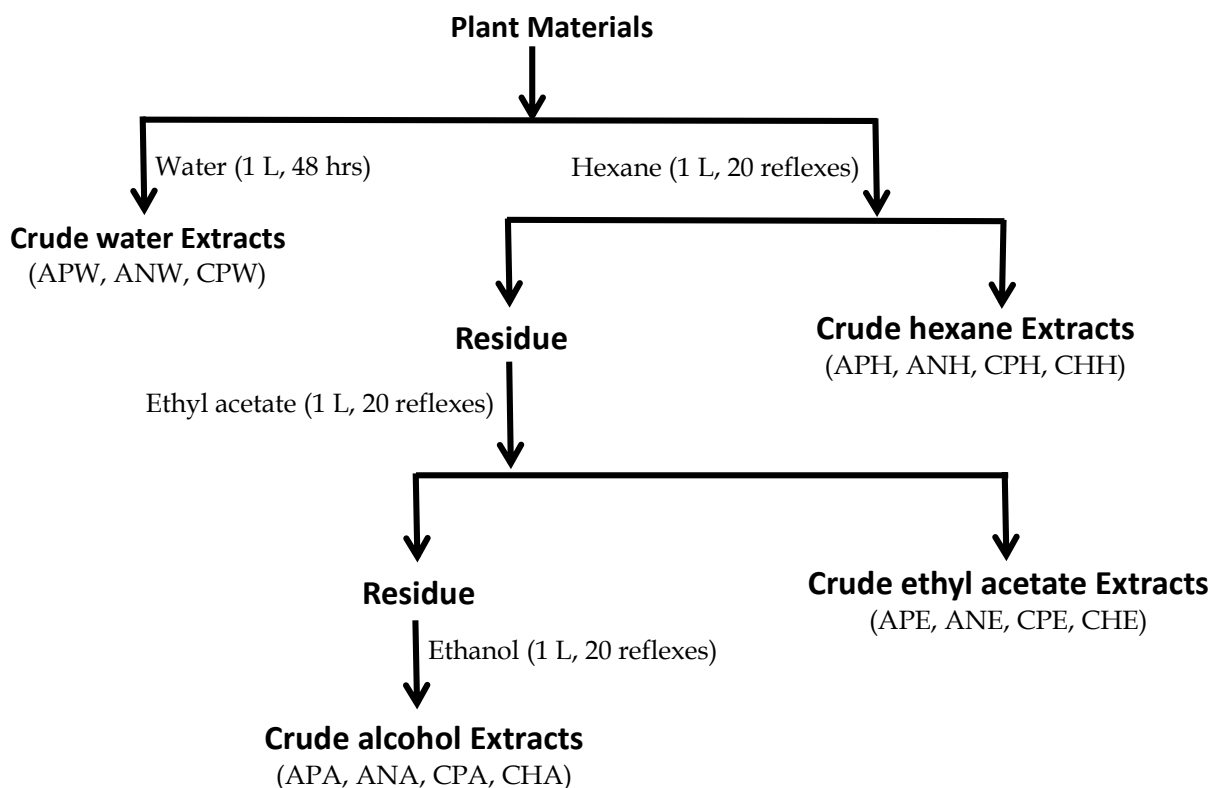 Plant Materials
Water (1 L, 48 hrs)
Hexane (1 L, 20 reflexes)
Crude water Extracts
(APW, ANW, CPW)
Residue
Crude hexane Extracts
(APH, ANH, CPH, CHH)
Ethyl acetate (1 L, 20 reflexes)
Residue
Crude ethyl acetate Extracts
(APE, ANE, CPE, CHE)
Ethanol (1 L, 20 reflexes)
Crude alcohol Extracts
(APA, ANA, CPA, CHA)